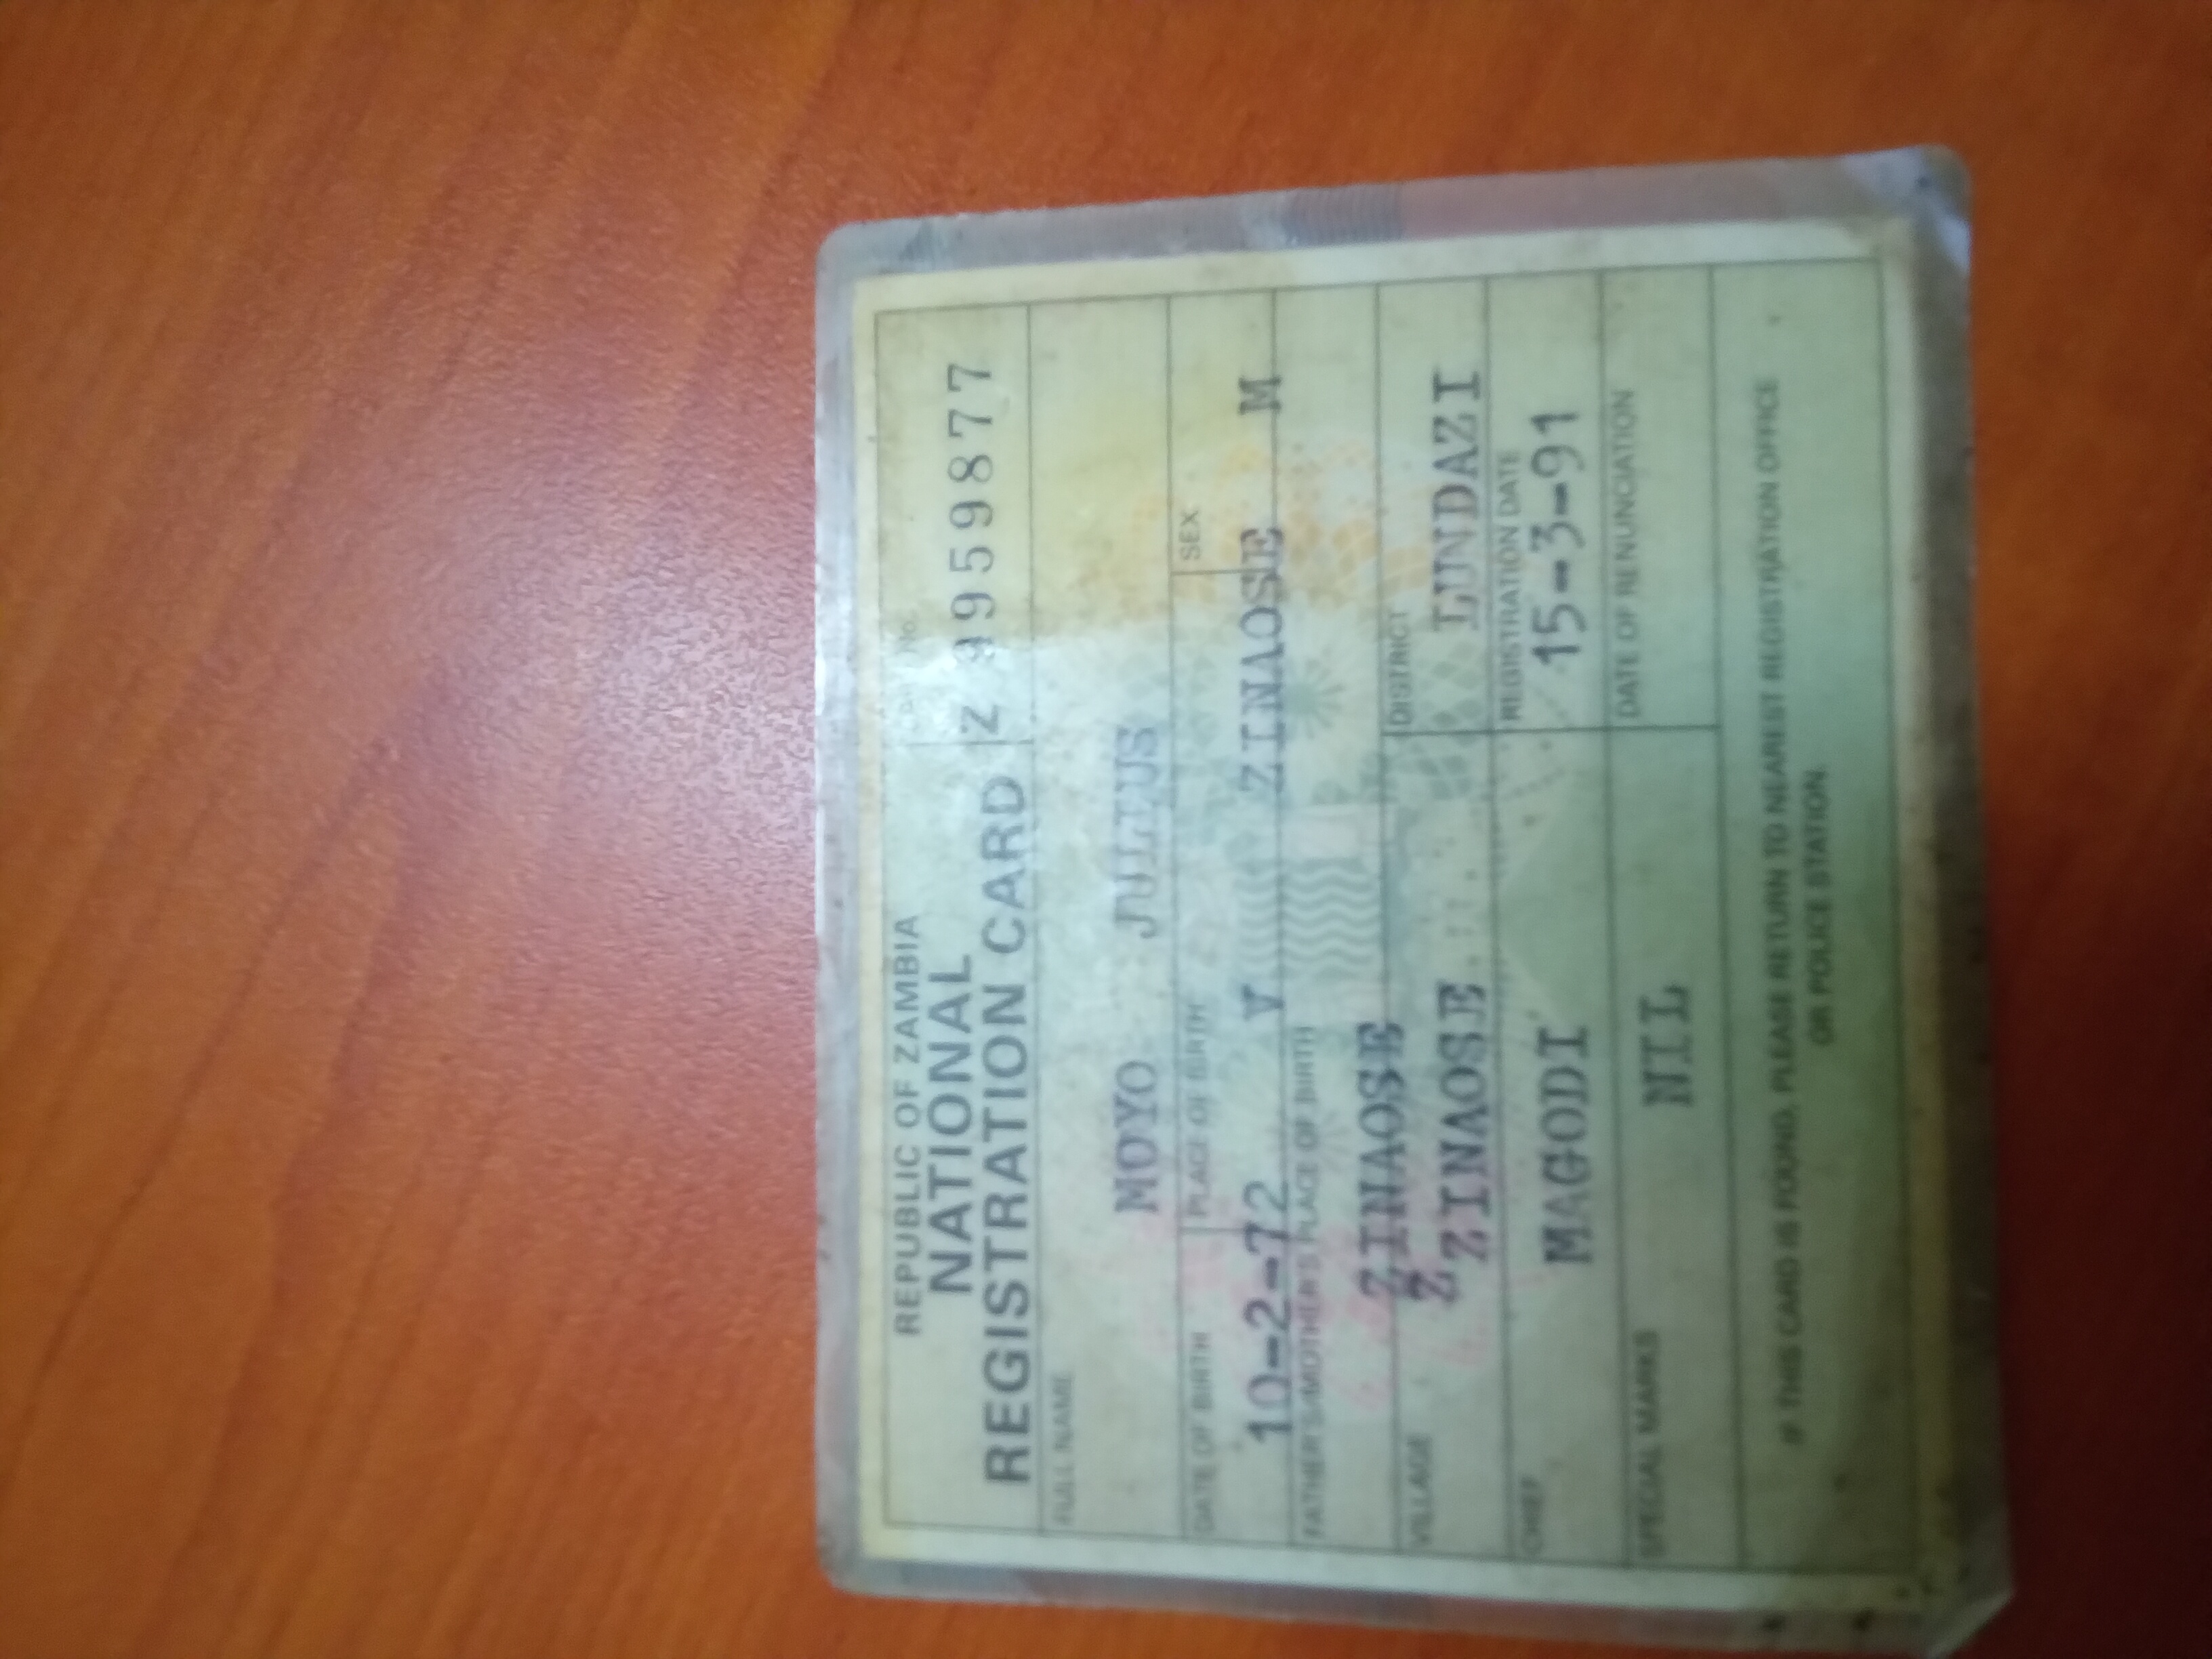 REPUBLIC OF ZAMBIA
NATIONAL
REGISTRATION CARD
No.
Z 9959877
FULL NAME
MOYO JULIUS
DATE OF BIRTH PLACE OF BIRTH SEX
10-2-72 V ZINAOSE M
FATHER'S/MOTHER'S PLACE OF BIRTH
ZINAOSE
VILLAGE Z ZINAOSE DISTRICT LUNDAZI
CHIEF MAGODI REGISTRATION DATE 15-3-91
SPECIAL MARKS NIL DATE OF RENUNCIATION
IF THIS CARD IS FOUND, PLEASE RETURN TO NEAREST REGISTRATION OFFICE
OR POLICE STATION